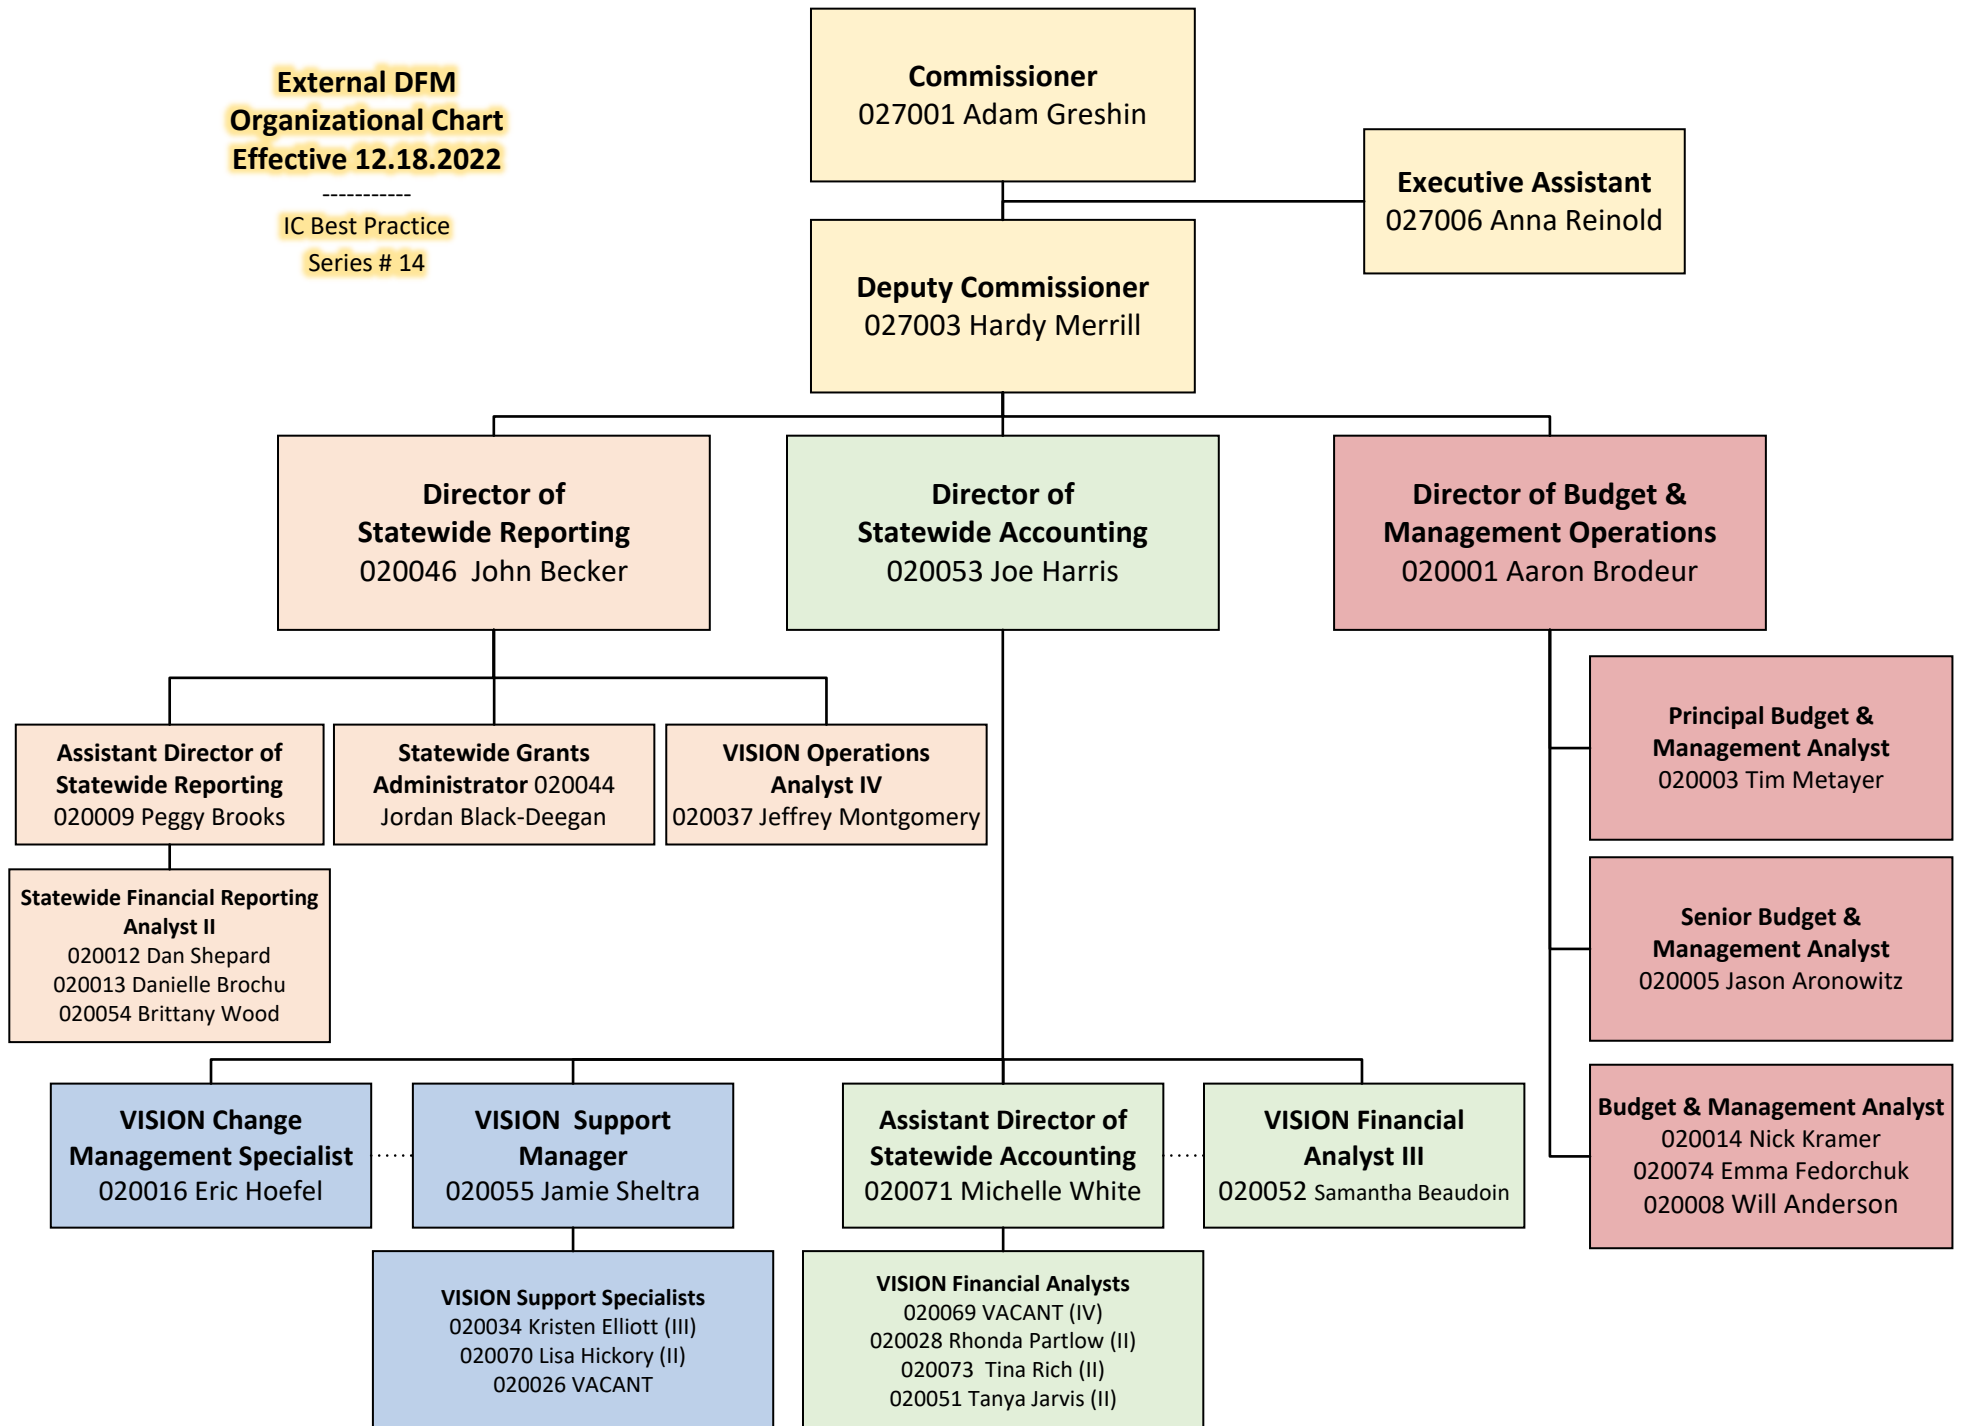 External DFM
Organizational Chart
Effective 12.18.2022
-----------
IC Best Practice
Series # 14
Commissioner
027001 Adam Greshin
Executive Assistant
027006 Anna Reinold
Deputy Commissioner
027003 Hardy Merrill
Director of
Statewide Reporting
020046  John Becker
Director of
Statewide Accounting
020053 Joe Harris
Director of Budget &
Management Operations
020001 Aaron Brodeur
Assistant Director of
Statewide Reporting
020009 Peggy Brooks
Statewide Grants
Administrator 020044
Jordan Black-Deegan
VISION Operations
Analyst IV
020037 Jeffrey Montgomery
Principal Budget &
Management Analyst
020003 Tim Metayer
Statewide Financial Reporting
Analyst II
020012 Dan Shepard
020013 Danielle Brochu
020054 Brittany Wood
Senior Budget &
Management Analyst
020005 Jason Aronowitz
VISION Change
Management Specialist
020016 Eric Hoefel
VISION  Support
Manager
020055 Jamie Sheltra
Assistant Director of
Statewide Accounting
020071 Michelle White
VISION Financial
Analyst III
020052 Samantha Beaudoin
Budget & Management Analyst
020014 Nick Kramer
020074 Emma Fedorchuk
020008 Will Anderson
VISION Support Specialists
020034 Kristen Elliott (III)
020070 Lisa Hickory (II)
020026 VACANT
VISION Financial Analysts
020069 VACANT (IV)
020028 Rhonda Partlow (II)
020073  Tina Rich (II)
020051 Tanya Jarvis (II)